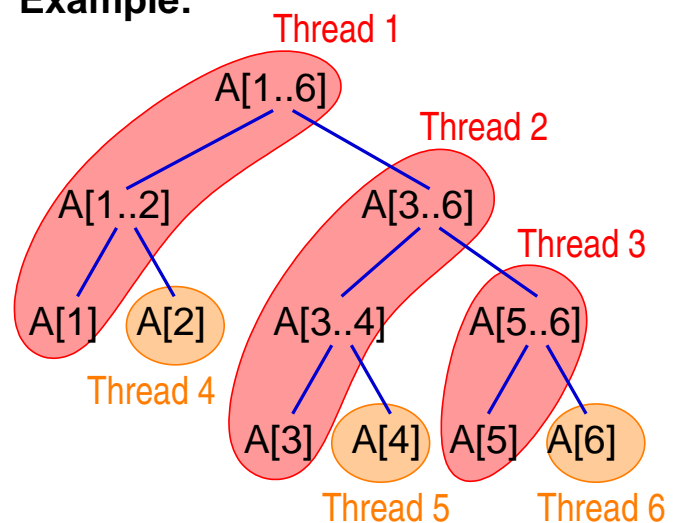 Example:
Thread 1
A[1..6]
Thread 2
A[1..2]
A[3..6]
Thread 3
A[1]
A[2]
A[3..4]
A[5..6]
Thread 4
A[3]
A[4]
A[5]
A[6]
Thread 5
Thread 6